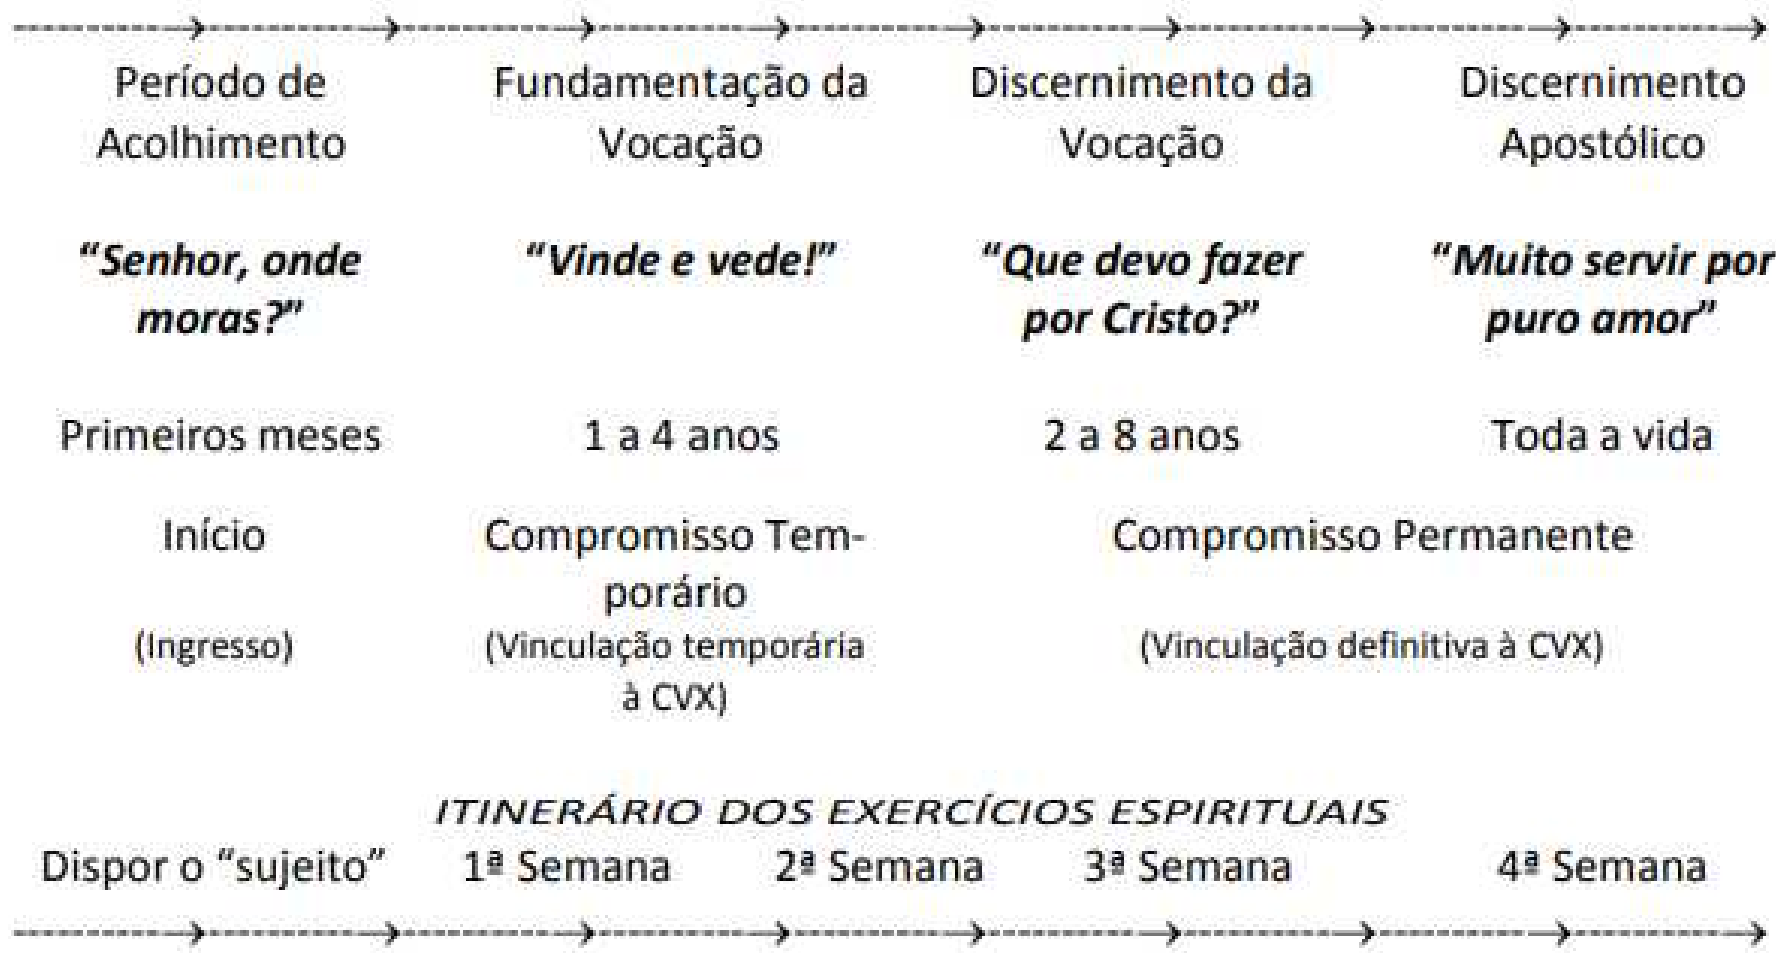 Período de Acolhimento
Fundamentação da Vocação
Discernimento da Vocação
Discernimento Apostólico
"Senhor, onde moras?"
"Vinde e vede!"
"Que devo fazer por Cristo?"
"Muito servir por puro amor"
Primeiros meses
1 a 4 anos
2 a 8 anos
Toda a vida
Início
Compromisso Tem-
porário
Compromisso Permanente
(Ingresso)
(Vinculação temporária
à CVX)
(Vinculação definitiva à CVX)
ITINERÁRIO DOS EXERCÍCIOS ESPIRITUAIS
Dispor o "sujeito"
1ª Semana
2ª Semana
3ª Semana
4ª Semana